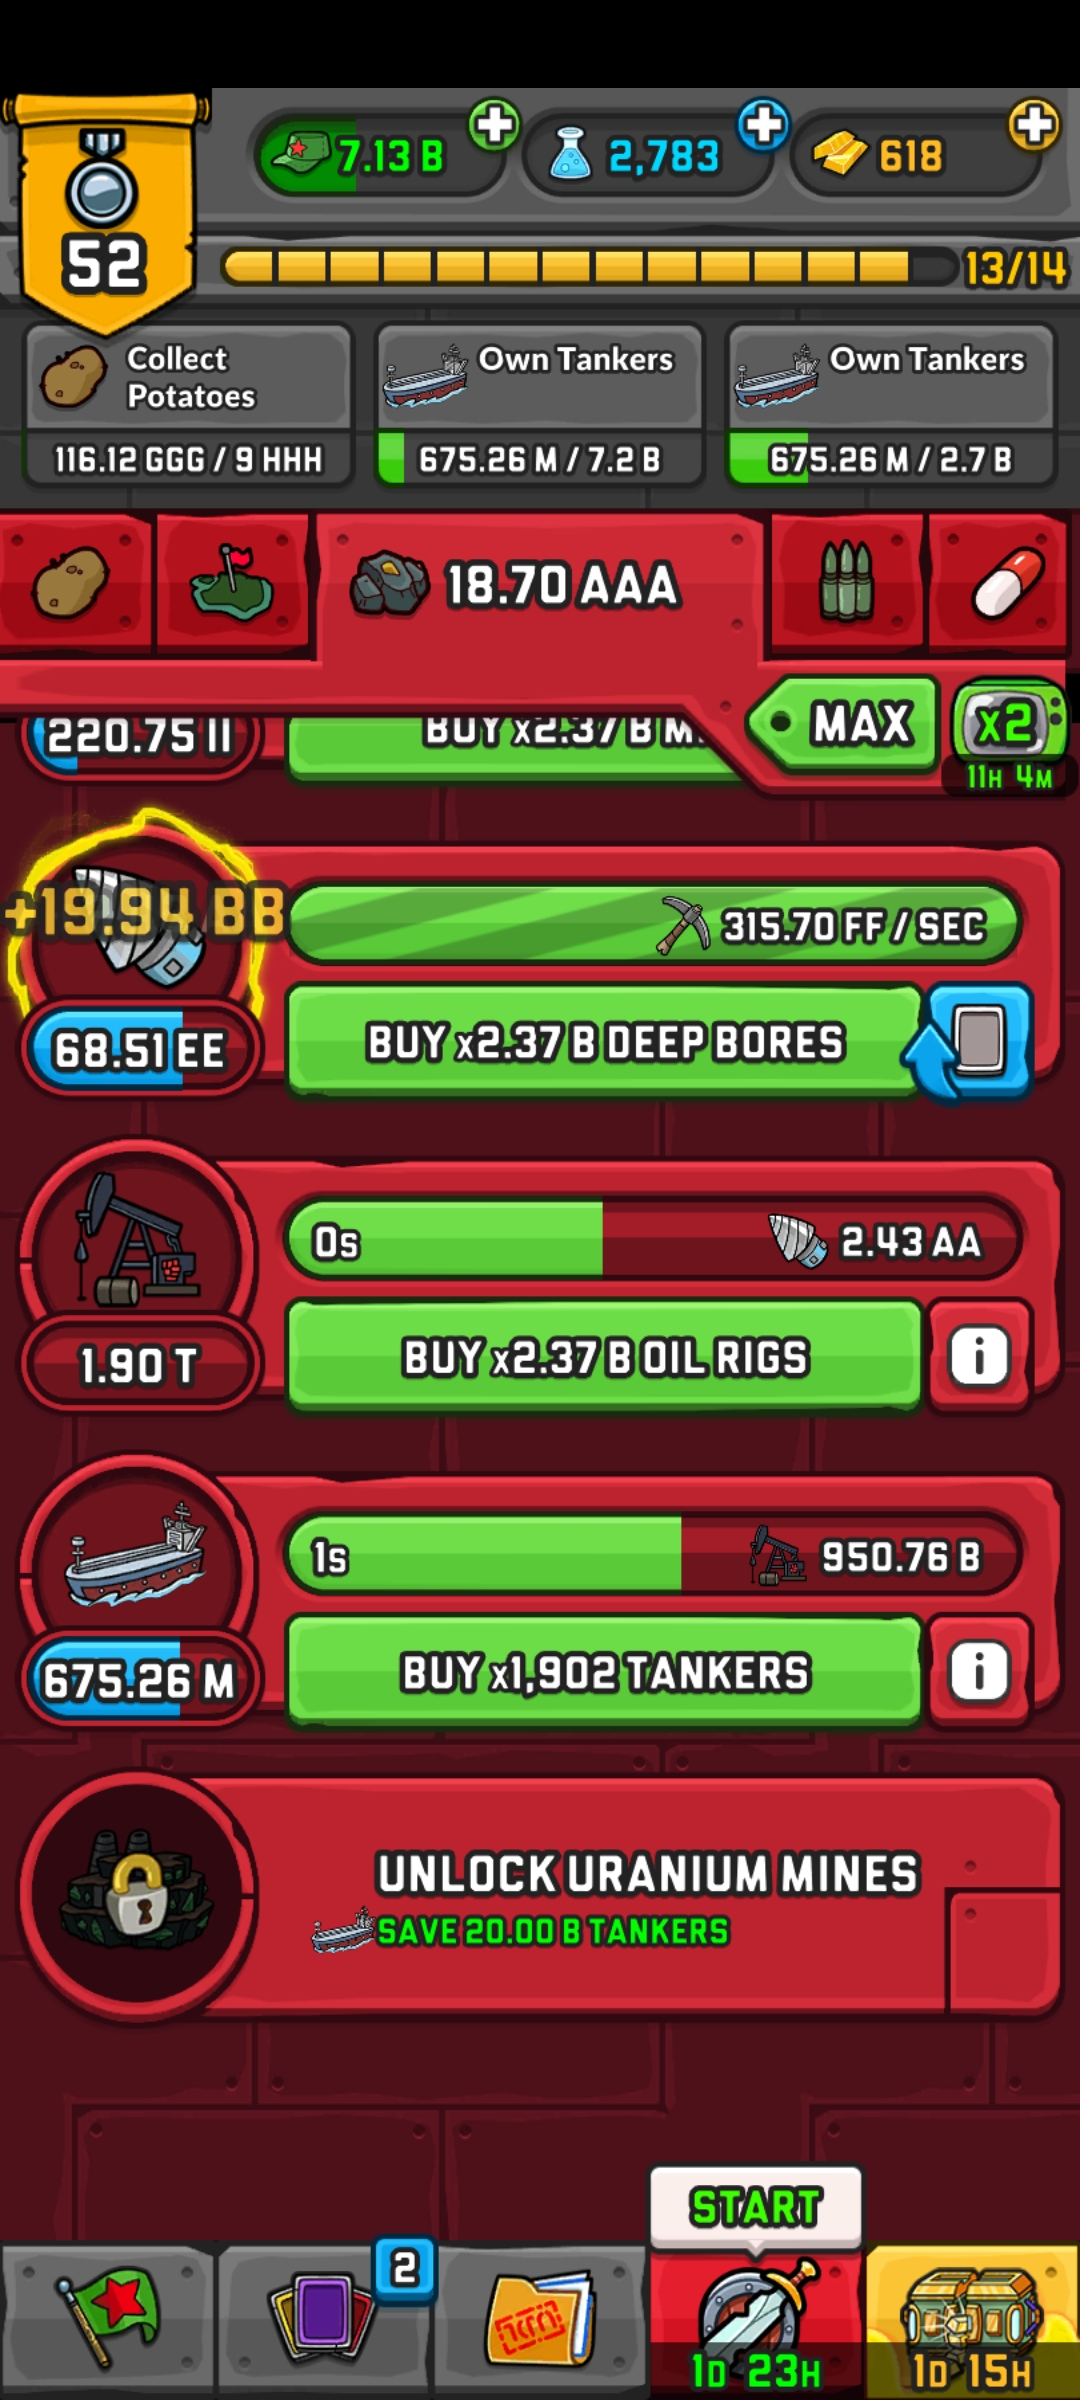 7.13 B
2,783
618
52
13/14
Collect
Potatoes
116.12 GGG / 9 HHH
Own Tankers
675.26 M / 7.2 B
Own Tankers
675.26 M / 2.7 B
18.70 AAA
MAX
x2
11H 4M
220.75 II
BUY x2.37 B M
+19.94 BB
315.70 FF / SEC
68.51 EE
BUY x2.37 B DEEP BORES
0s
2.43 AA
1.90 T
BUY x2.37 B OIL RIGS
i
1s
950.76 B
675.26 M
BUY x1,902 TANKERS
i
UNLOCK URANIUM MINES
SAVE 20.00 B TANKERS
START
2
1D 23H
1D 15H